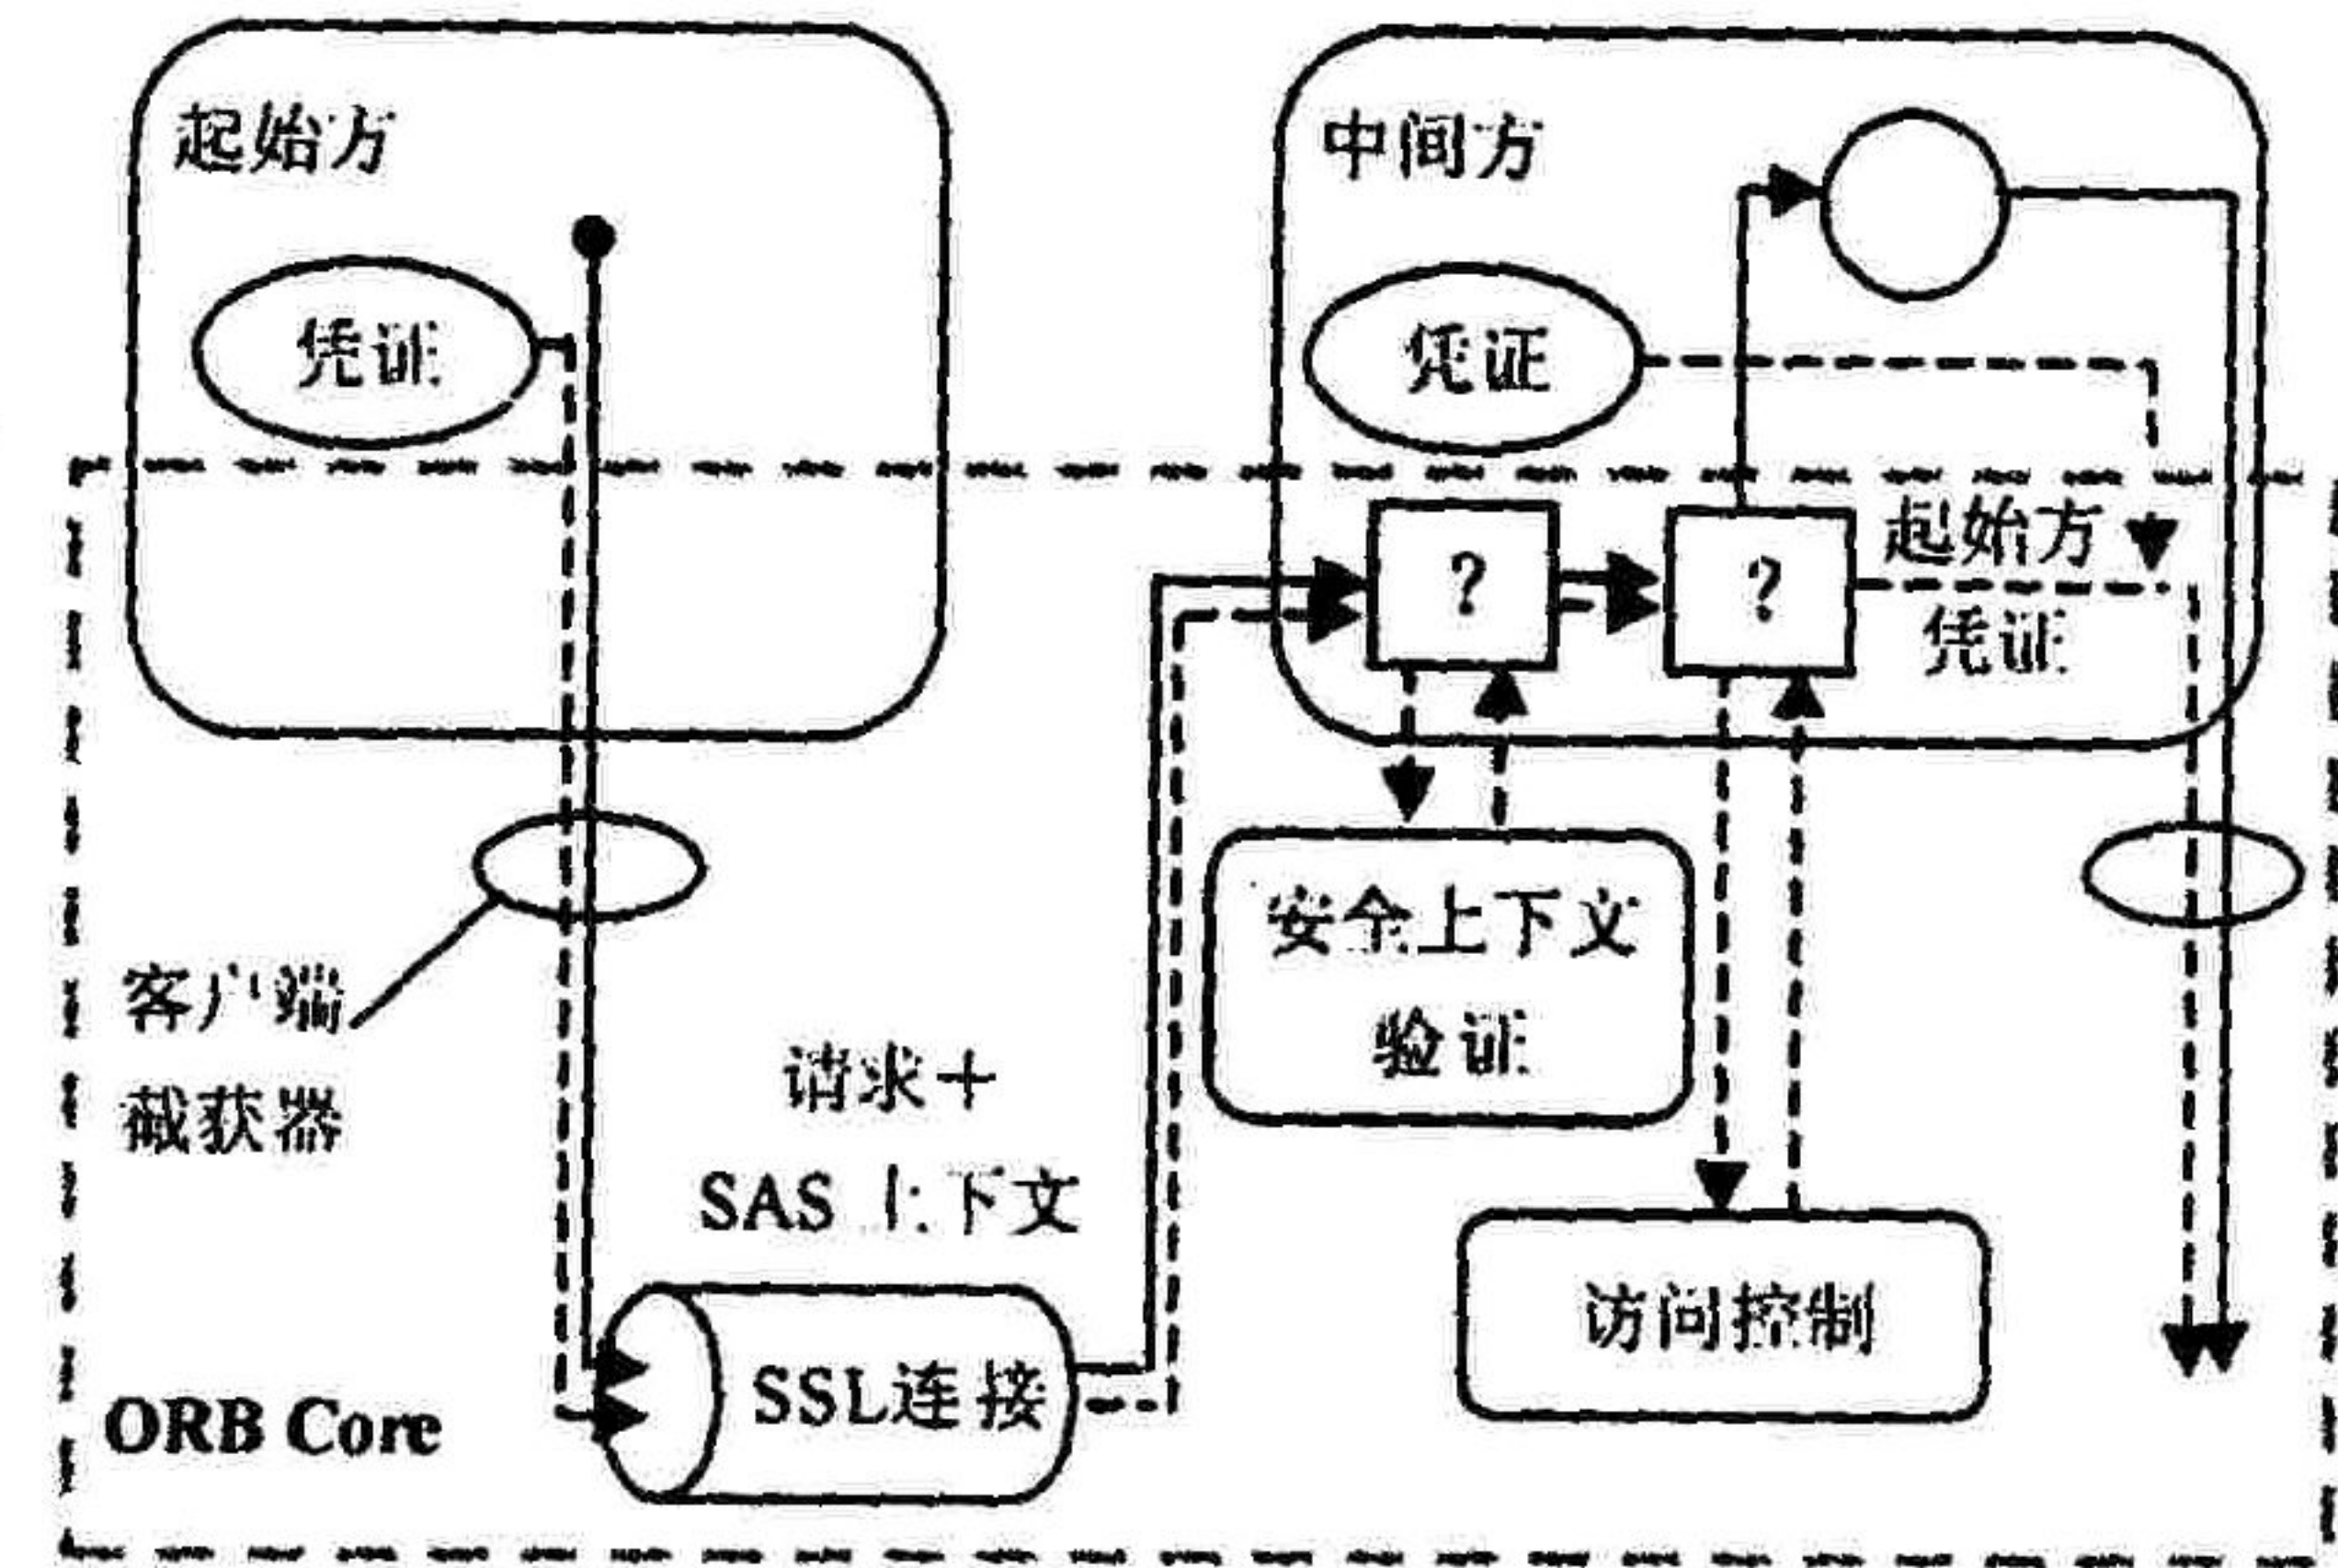 起始方
凭证
中间方
凭证
?
?
起始方
凭证
客户端
截获器
请求+
SAS 上下文
安全上下文
验证
访问控制
SSL连接
ORB Core